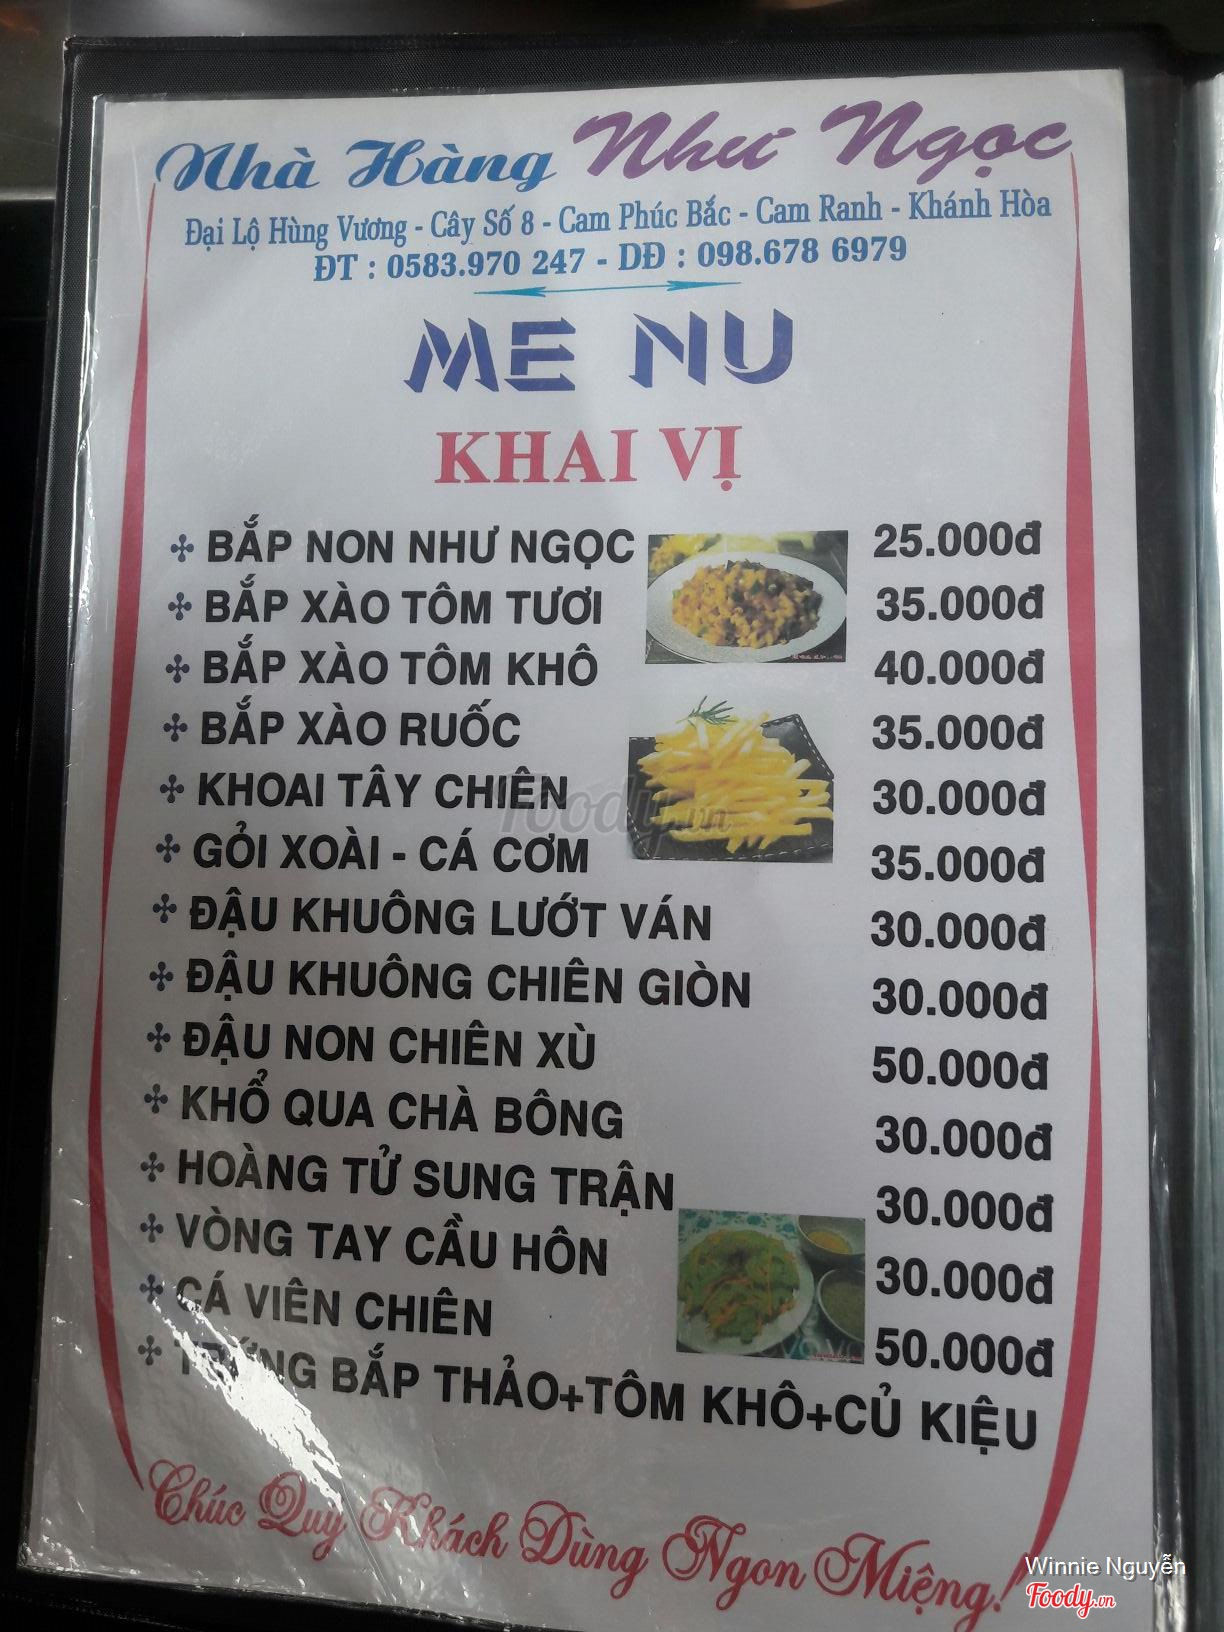 Nhà Hàng Như Ngọc
Đại Lộ Hùng Vương - Cây Số 8 - Cam Phúc Bắc - Cam Ranh - Khánh Hòa
ĐT : 0583.970 247 - DĐ : 098.678 6979
ME NU
KHAI VỊ
BẮP NON NHƯ NGỌC 25.000đ
BẮP XÀO TÔM TƯƠI 35.000đ
BẮP XÀO TÔM KHÔ 40.000đ
BẮP XÀO RUỐC 35.000đ
KHOAI TÂY CHIÊN 30.000đ
GỎI XOÀI - CÁ CƠM 35.000đ
ĐẬU KHUÔNG LƯỚT VÁN 30.000đ
ĐẬU KHUÔNG CHIÊN GIÒN 30.000đ
ĐẬU NON CHIÊN XÙ 50.000đ
KHỔ QUA CHÀ BÔNG 30.000đ
HOÀNG TỬ SUNG TRẬN 30.000đ
VÒNG TAY CẦU HÔN 30.000đ
CÁ VIÊN CHIÊN 50.000đ
TRỨNG BẮP THẢO+TÔM KHÔ+CỦ KIỆU
Chúc Quý Khách Dùng Ngon Miệng!
Foody.vn
Winnie Nguyễn
Foody.vn